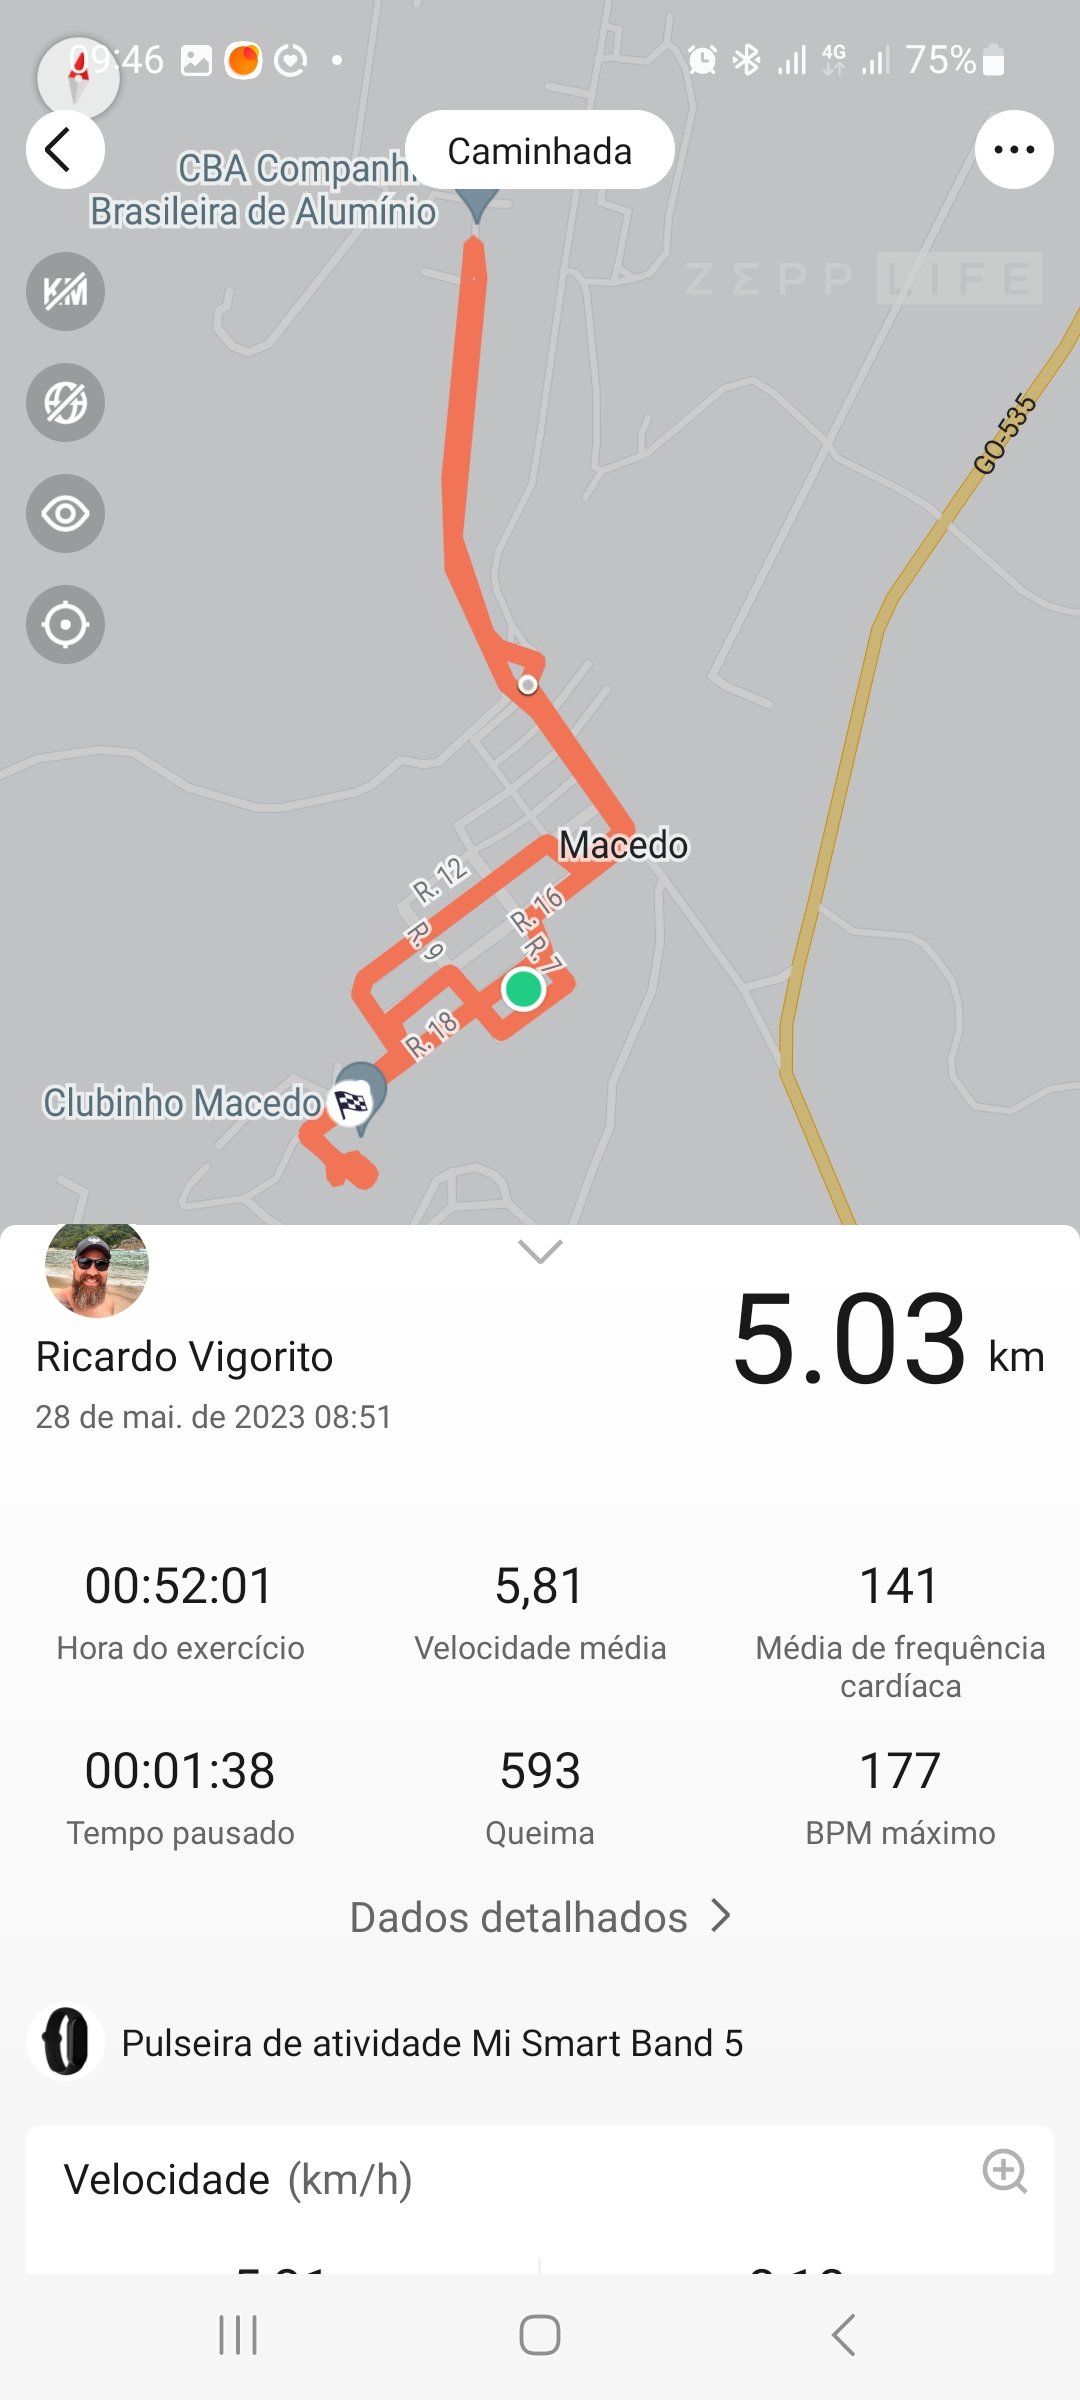 09:46
4G
75%
Caminhada
CBA Companh
Brasileira de Alumínio
KM
ZEPP LIFE
GO-535
Macedo
R. 12
R. 16
R. 9
R. 7
R. 18
Clubinho Macedo
Ricardo Vigorito
5.03 km
28 de mai. de 2023 08:51
00:52:01
5,81
141
Hora do exercício
Velocidade média
Média de frequência
cardíaca
00:01:38
593
177
Tempo pausado
Queima
BPM máximo
Dados detalhados
Pulseira de atividade Mi Smart Band 5
Velocidade (km/h)